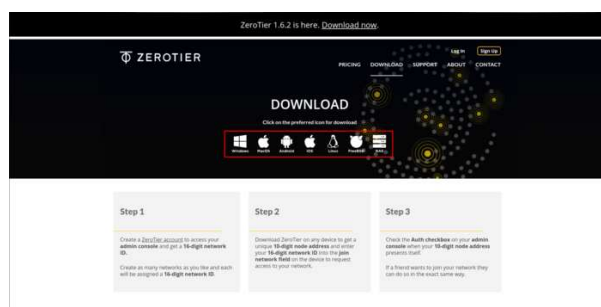 ZeroTier 1.6.2 is here. Download now.
ZEROTIER
Log In
Sign Up
PRICING
DOWNLOAD
SUPPORT
ABOUT
CONTACT
DOWNLOAD
Click on the preferred icon for download
Windows
MacOS
Android
iOS
Linux
FreeBSD
NAS
Step 1
Create a ZeroTier account to access your
admin console and get a 16-digit network
ID.
Create as many networks as you like and each
will be assigned a 16-digit network ID.
Step 2
Download ZeroTier on any device to get a
unique 10-digit node address and enter
your 16-digit network ID into the join
network field on the device to request
access to your network.
Step 3
Check the Auth checkbox on your admin
console when your 10-digit node address
presents itself.
If a friend wants to join your network they
can do so in the exact same way.